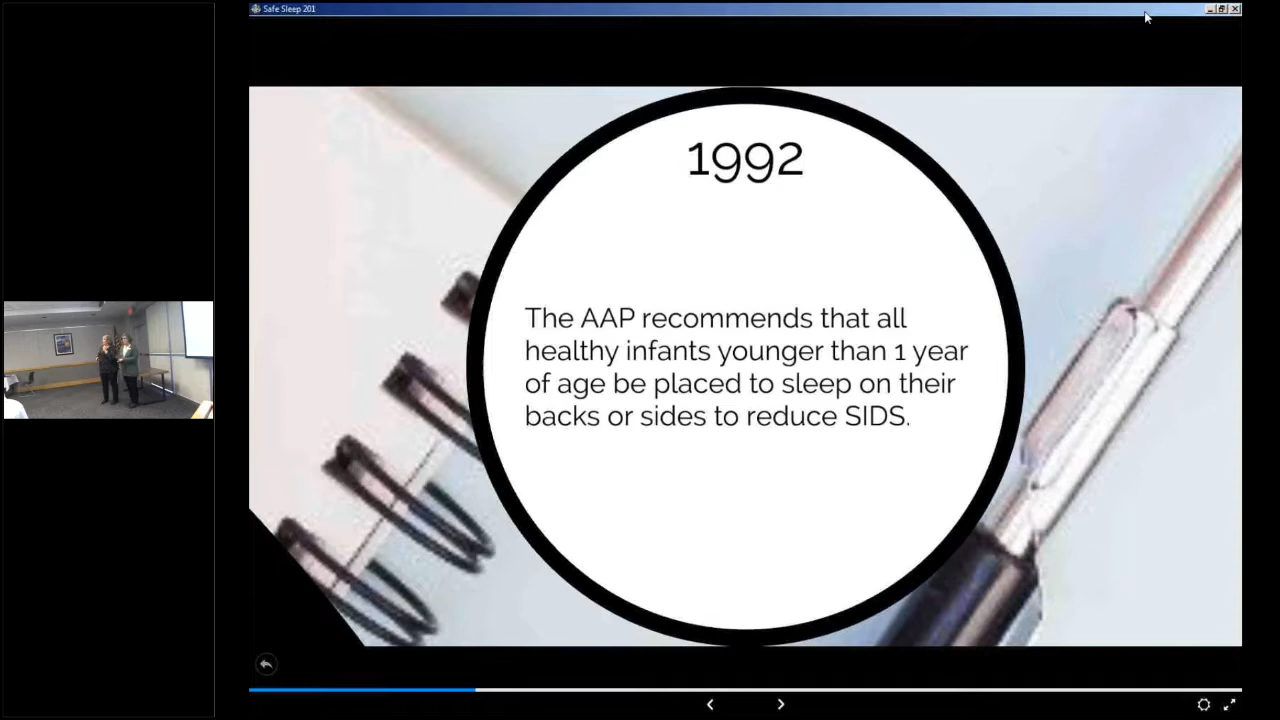 Safe Sleep 201
1992
The AAP recommends that all
healthy infants younger than 1 year
of age be placed to sleep on their
backs or sides to reduce SIDS.